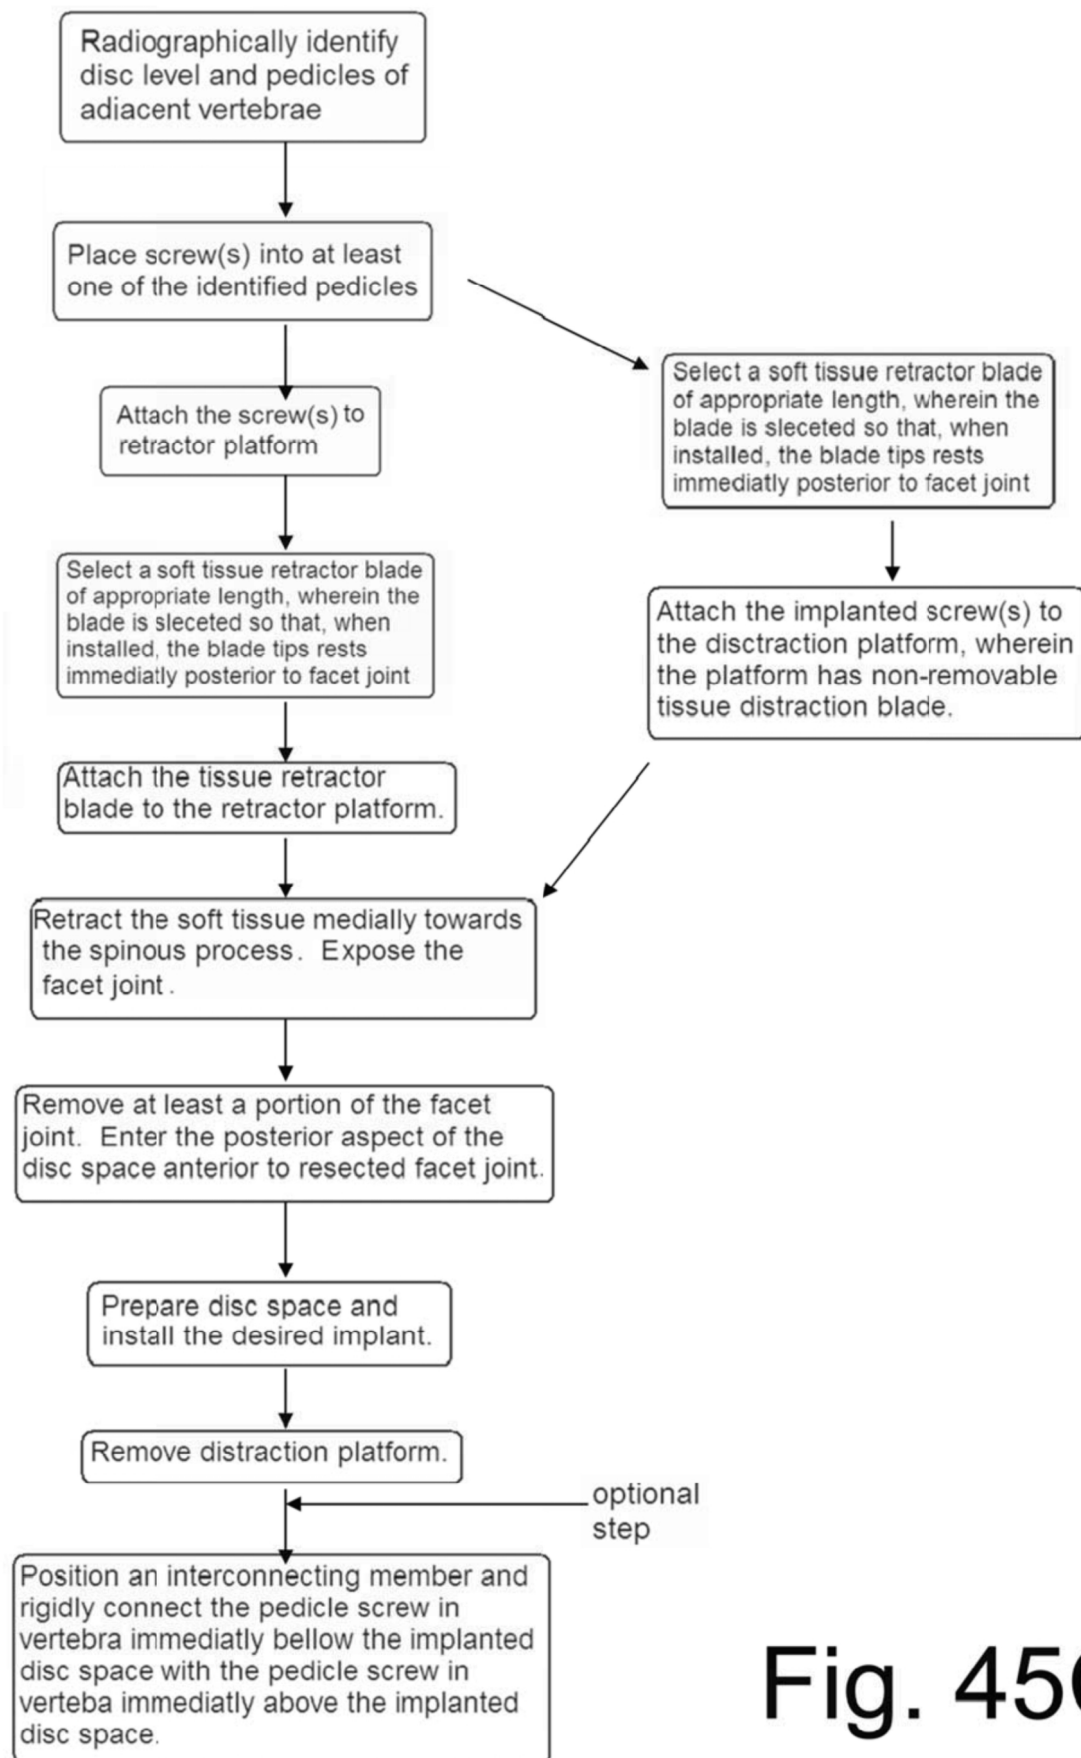 Radiographically identify
disc level and pedicles of
adjacent vertebrae
Place screw(s) into at least
one of the identified pedicles
Attach the screw(s) to
retractor platform
Select a soft tissue retractor blade
of appropriate length, wherein the
blade is sleceted so that, when
installed, the blade tips rests
immediatly posterior to facet joint
Attach the tissue retractor
blade to the retractor platform.
Select a soft tissue retractor blade
of appropriate length, wherein the
blade is sleceted so that, when
installed, the blade tips rests
immediatly posterior to facet joint
Attach the implanted screw(s) to
the disctraction platform, wherein
the platform has non-removable
tissue distraction blade.
Retract the soft tissue medially towards
the spinous process. Expose the
facet joint.
Remove at least a portion of the facet
joint. Enter the posterior aspect of the
disc space anterior to resected facet joint.
Prepare disc space and
install the desired implant.
Remove distraction platform.
optional
step
Position an interconnecting member and
rigidly connect the pedicle screw in
vertebra immediatly bellow the implanted
disc space with the pedicle screw in
verteba immediatly above the implanted
disc space.
Fig. 45